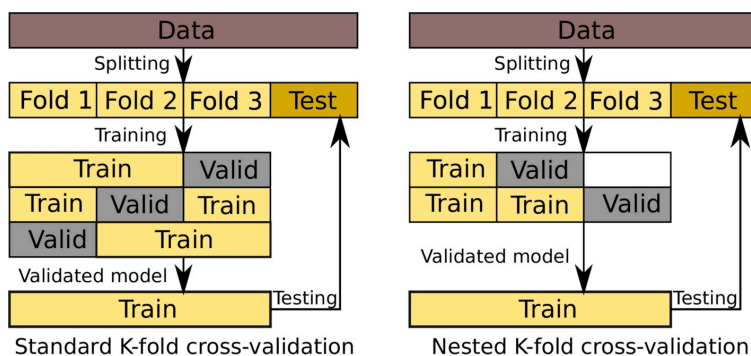 Data
Splitting
Fold 1 Fold 2 Fold 3 Test
Training
Train Valid
Train Valid Train
Valid Train
Validated model
Train Testing
Standard K-fold cross-validation
Data
Splitting
Fold 1 Fold 2 Fold 3 Test
Training
Train Valid
Train Train Valid
Validated model
Train Testing
Nested K-fold cross-validation